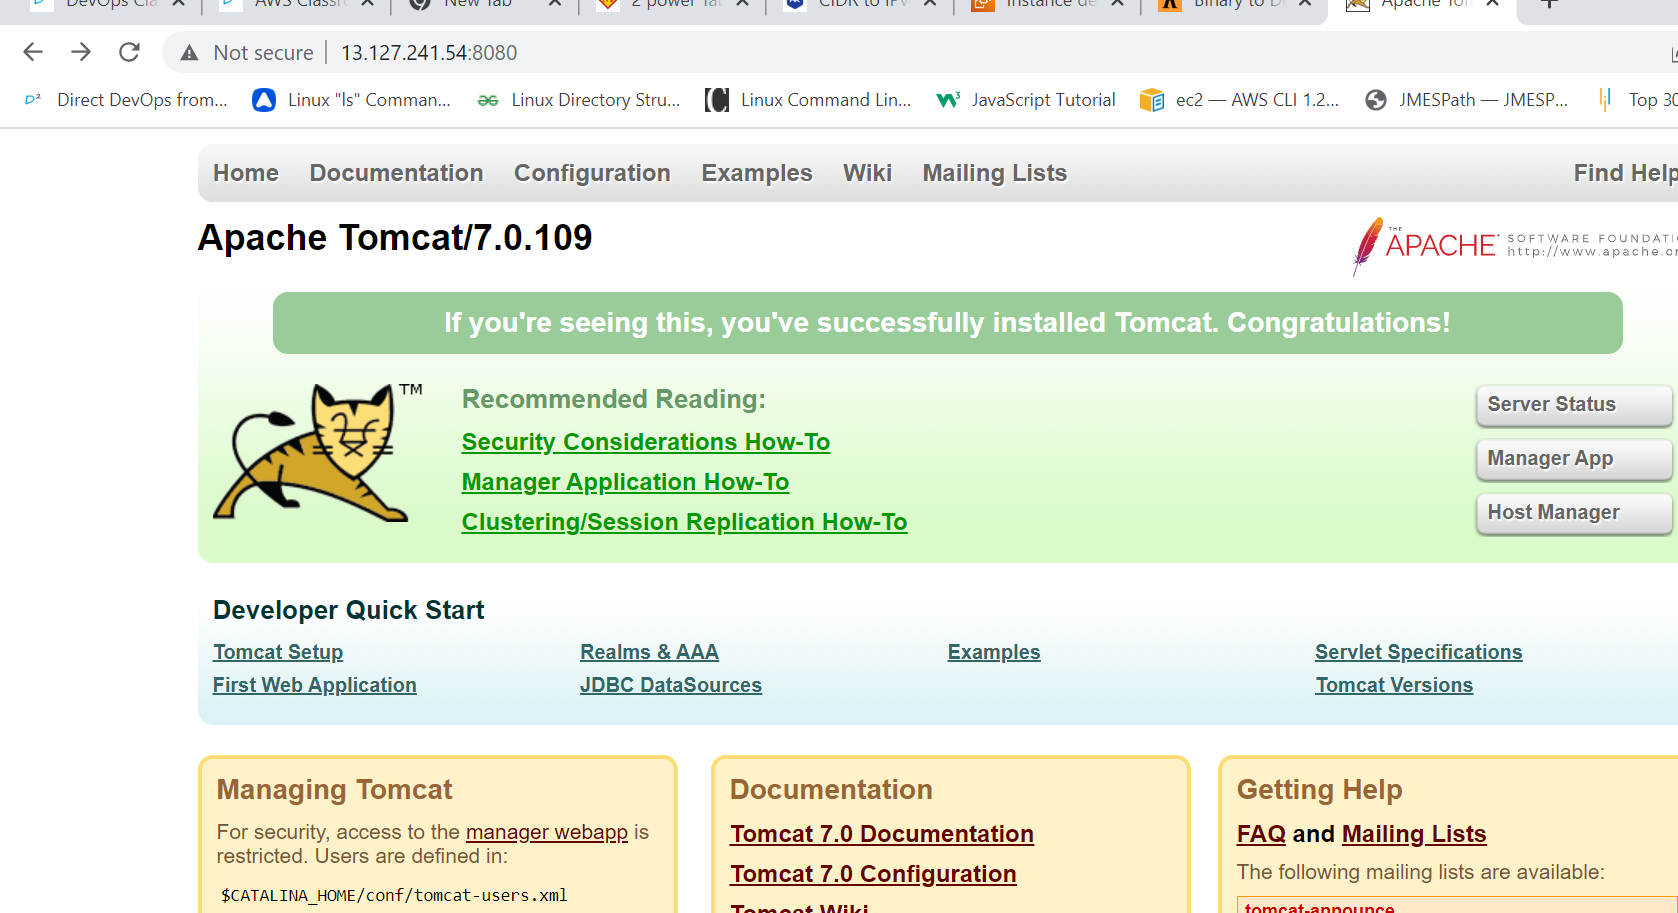 DevOps Cla
AWS Classr
New Tab
2 power Tab
CIDR to IPv
Instance de
Binary to De
Apache Tom
Not secure | 13.127.241.54:8080
Direct DevOps from...
Linux "ls" Comman...
Linux Directory Stru...
Linux Command Lin...
JavaScript Tutorial
ec2 — AWS CLI 1.2...
JMESPath — JMESP...
Top 30
Home Documentation Configuration Examples Wiki Mailing Lists Find Help
Apache Tomcat/7.0.109
THE
APACHE SOFTWARE FOUNDATI
http://www.apache.or
If you're seeing this, you've successfully installed Tomcat. Congratulations!
TM
Recommended Reading:
Security Considerations How-To
Manager Application How-To
Clustering/Session Replication How-To
Server Status
Manager App
Host Manager
Developer Quick Start
Tomcat Setup
First Web Application
Realms & AAA
JDBC DataSources
Examples
Servlet Specifications
Tomcat Versions
Managing Tomcat
For security, access to the manager webapp is
restricted. Users are defined in:
$CATALINA_HOME/conf/tomcat-users.xml
Documentation
Tomcat 7.0 Documentation
Tomcat 7.0 Configuration
Tomcat Wiki
Getting Help
FAQ and Mailing Lists
The following mailing lists are available:
tomcat-announce